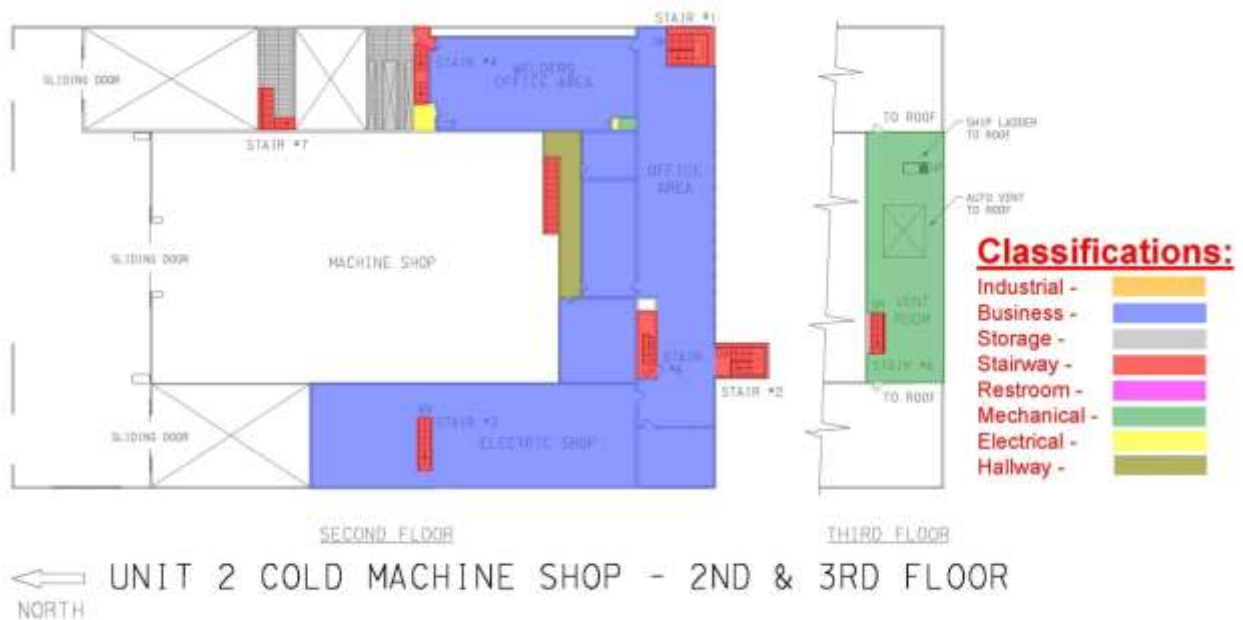 STAIR #1
STAIR #4
WELDERS
OFFICE AREA
SLIDING DOOR
STAIR #7
OFFICE
AREA
SLIDING DOOR
MACHINE SHOP
STAIR
STAIR #2
STAIR #3
SLIDING DOOR
ELECTRIC SHOP
SECOND FLOOR
TO ROOF
SHIP LADDER
TO ROOF
AUTO VENT
TO ROOF
VENT
ROOM
STAIR #6
TO ROOF
THIRD FLOOR
Classifications:
Industrial -
Business -
Storage -
Stairway -
Restroom -
Mechanical -
Electrical -
Hallway -
UNIT 2 COLD MACHINE SHOP - 2ND & 3RD FLOOR
NORTH